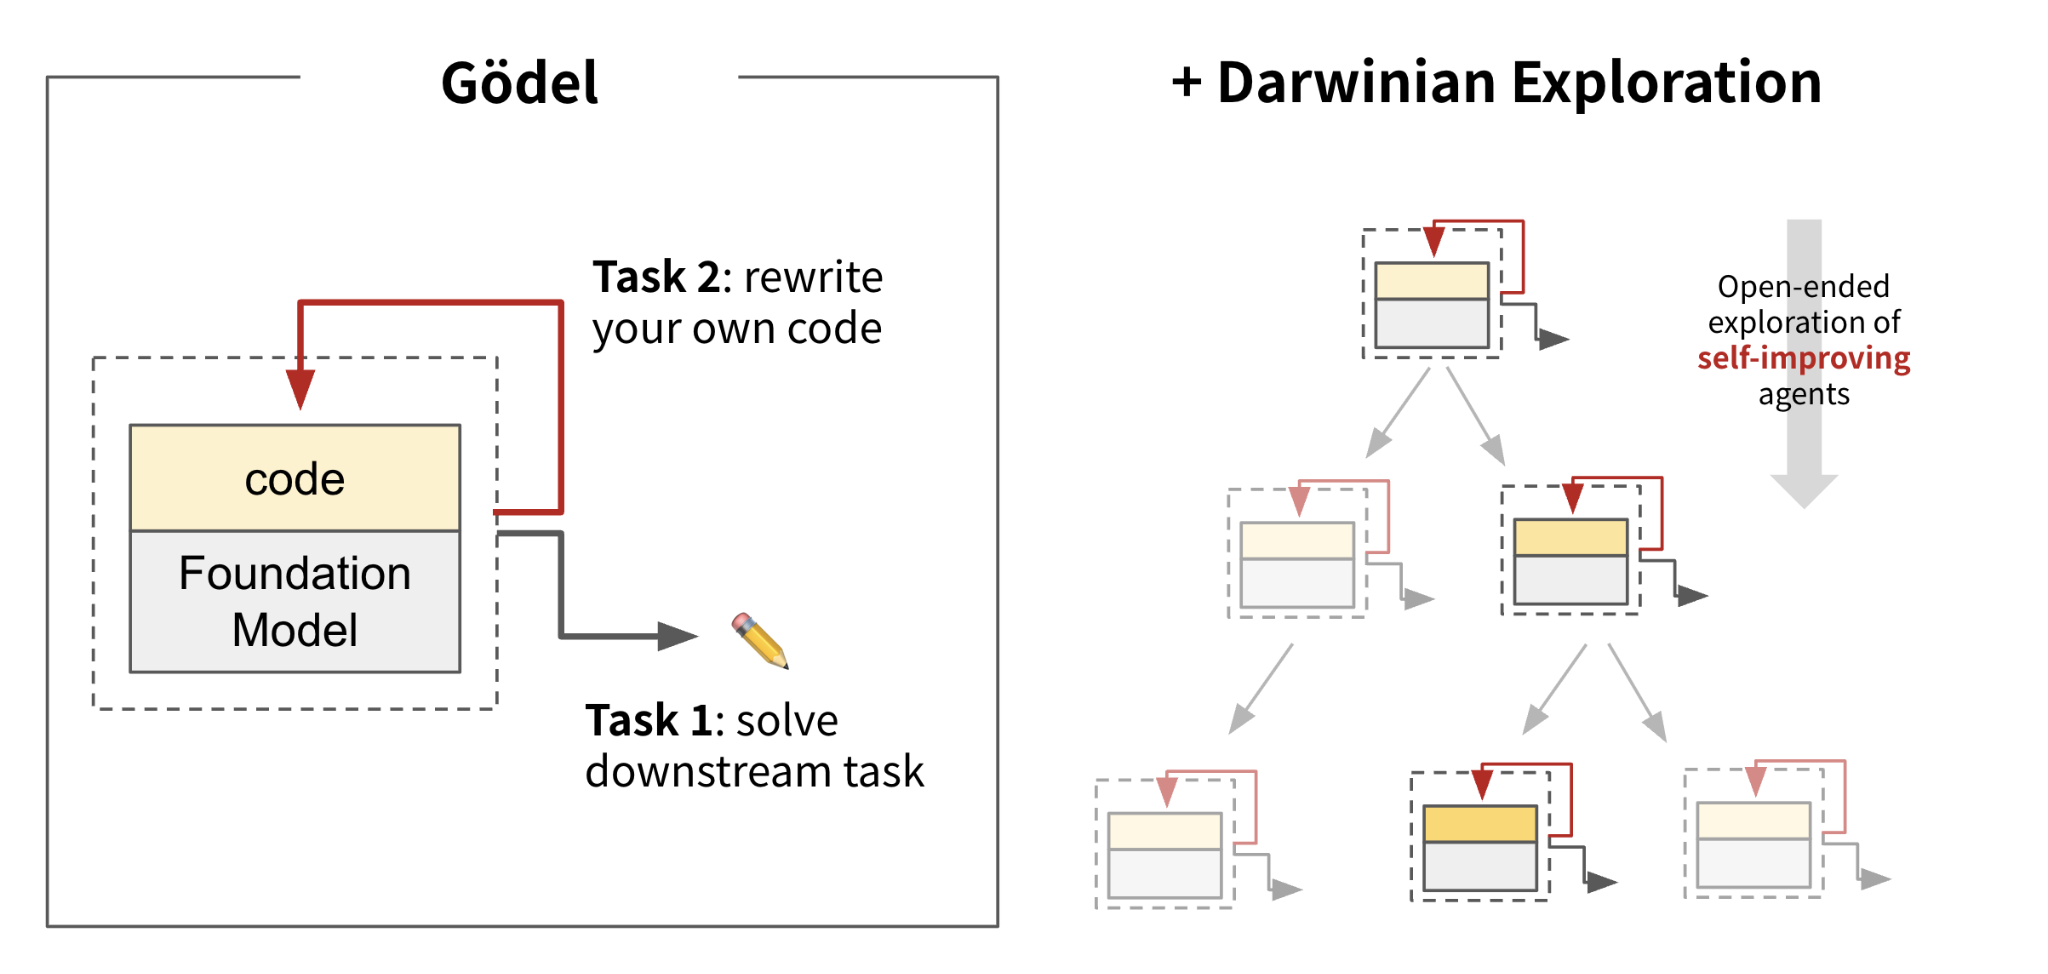 Gödel
Task 2: rewrite
your own code
code
Foundation
Model
Task 1: solve
downstream task
+ Darwinian Exploration
Open-ended
exploration of
self-improving
agents